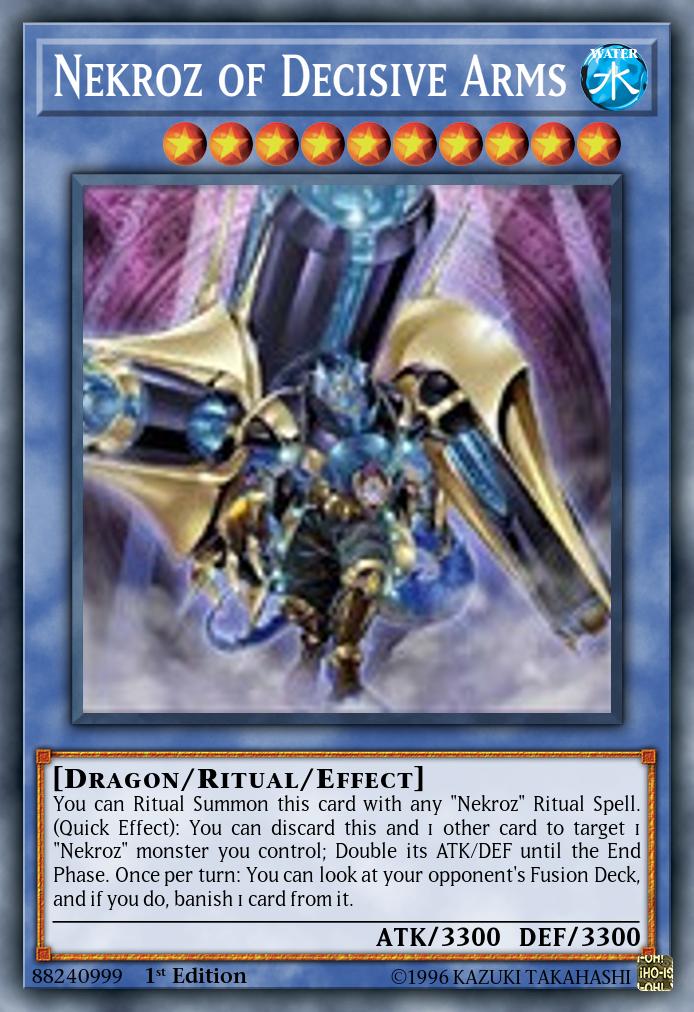 Nekroz of Decisive Arms
WATER
水
[Dragon/Ritual/Effect]
You can Ritual Summon this card with any "Nekroz" Ritual Spell.
(Quick Effect): You can discard this and 1 other card to target 1
"Nekroz" monster you control; Double its ATK/DEF until the End
Phase. Once per turn: You can look at your opponent's Fusion Deck,
and if you do, banish 1 card from it.
ATK/3300 DEF/3300
88240999 1st Edition ©1996 KAZUKI TAKAHASHI